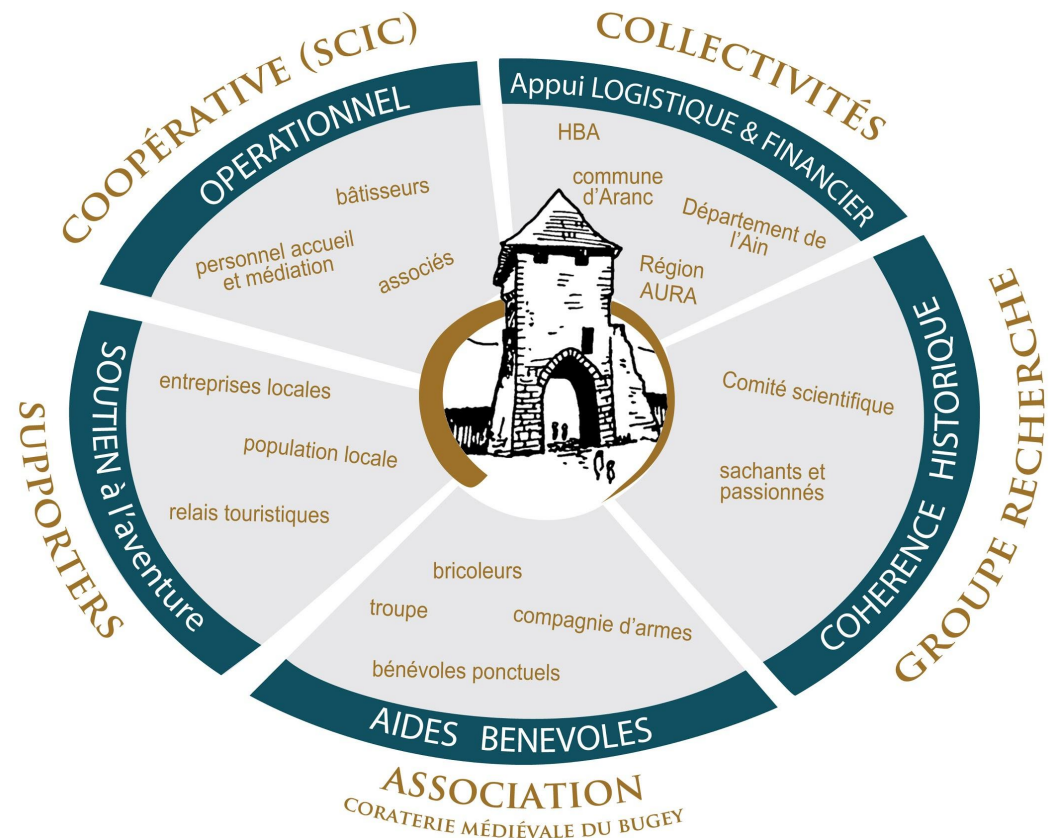 COOPÉRATIVE (SCIC)
OPERATIONNEL
bâtisseurs
personnel accueil
et médiation
associés
COLLECTIVITÉS
Appui LOGISTIQUE & FINANCIER
HBA
commune
d'Aranc
Département de
l'Ain
Région
AURA
GROUPE RECHERCHE
COHERENCE HISTORIQUE
Comité scientifique
sachants et
passionnés
SUPPORTERS
SOUTIEN à l'aventure
entreprises locales
population locale
relais touristiques
bricoleurs
troupe
compagnie d'armes
bénévoles ponctuels
AIDES BENEVOLES
ASSOCIATION
CORATERIE MÉDIÉVALE DU BUGEY